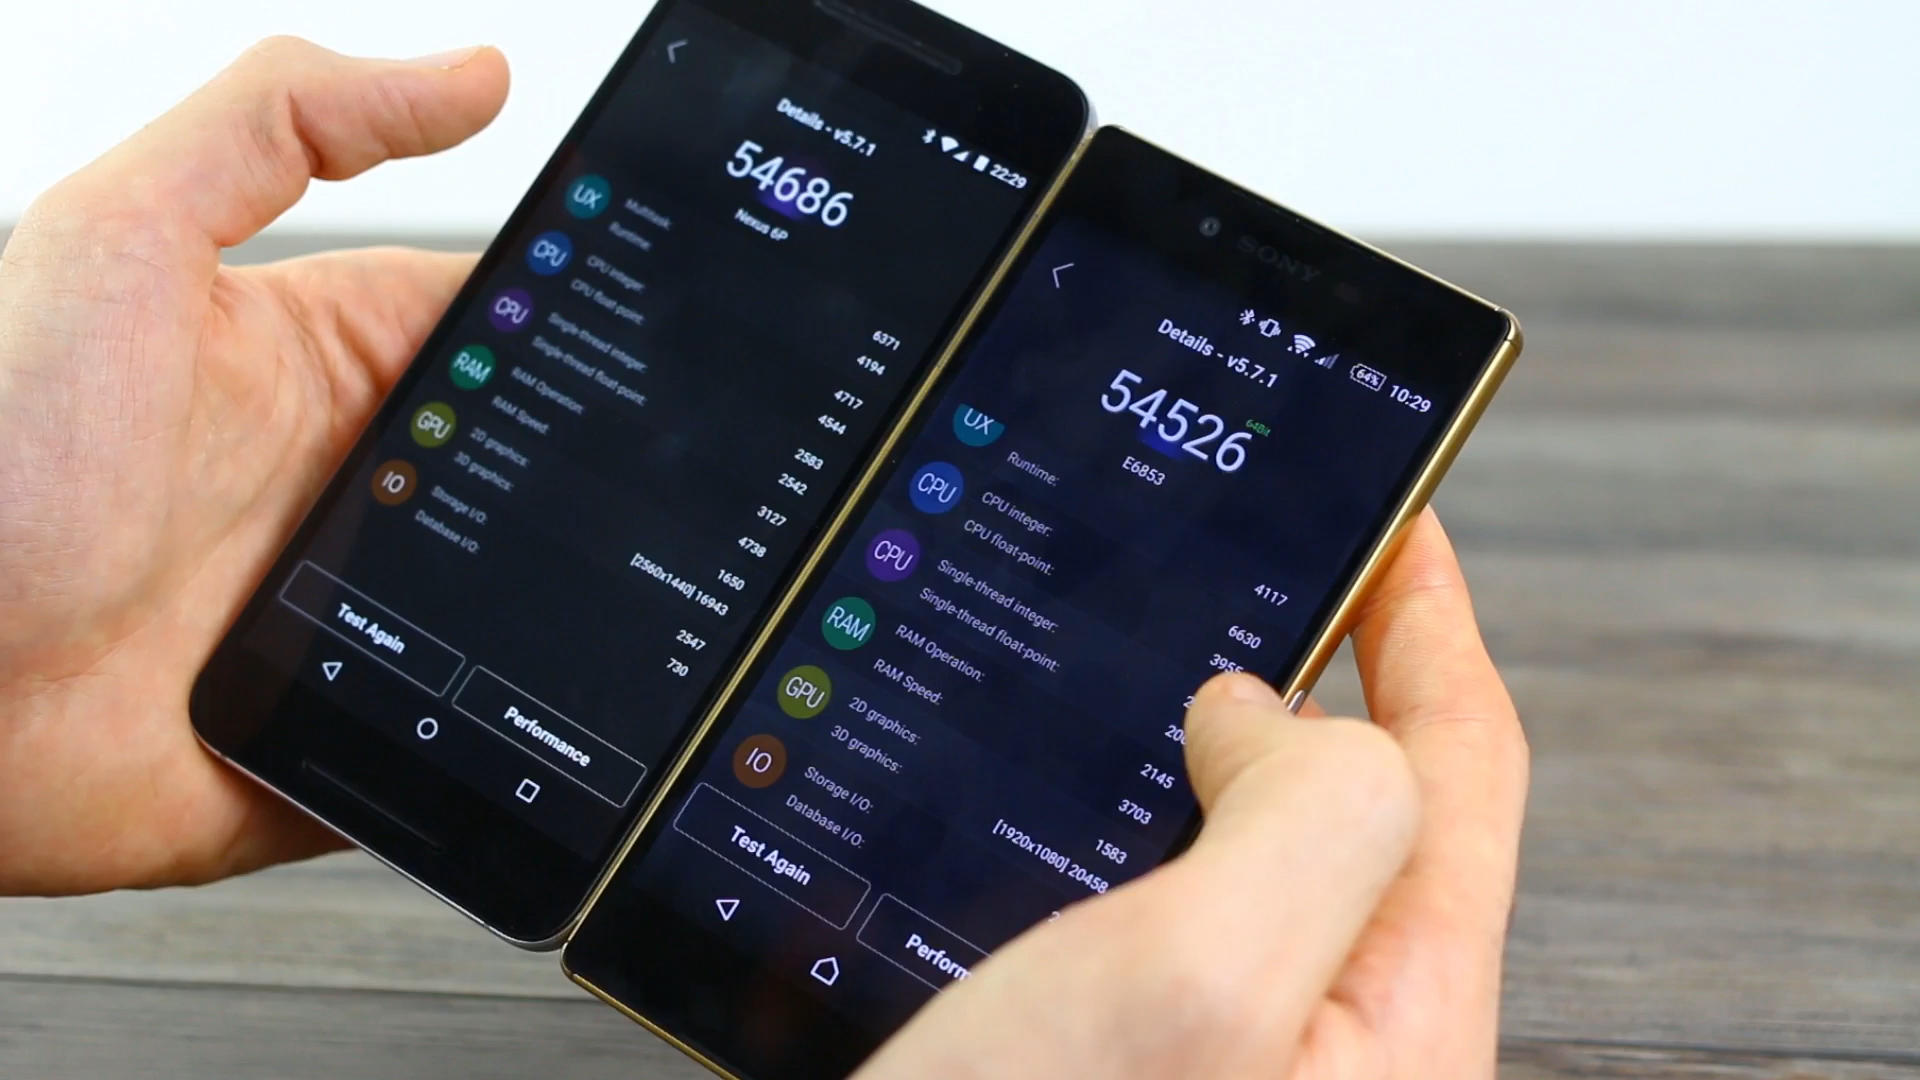 Details - v5.7.1
22:29
54686
Nexus 6P
UX
Multitask:
6371
Runtime:
4194
CPU
CPU integer:
4717
CPU float-point:
4544
CPU
Single-thread integer:
2583
Single-thread float-point:
2542
RAM
RAM Operation:
3127
RAM Speed:
4738
GPU
2D graphics:
1650
3D graphics:
[2560x1440] 16943
IO
Storage I/O:
2547
Database I/O:
730
Test Again
Performance
SONY
64%
10:29
Details - v5.7.1
54526
64Bit
E6853
UX
Runtime:
4117
CPU
CPU integer:
6630
CPU float-point:
CPU
Single-thread integer:
Single-thread float-point:
RAM
RAM Operation:
2145
RAM Speed:
3703
GPU
2D graphics:
1583
3D graphics:
[1920x1080] 20458
IO
Storage I/O:
Database I/O:
Test Again
Perform